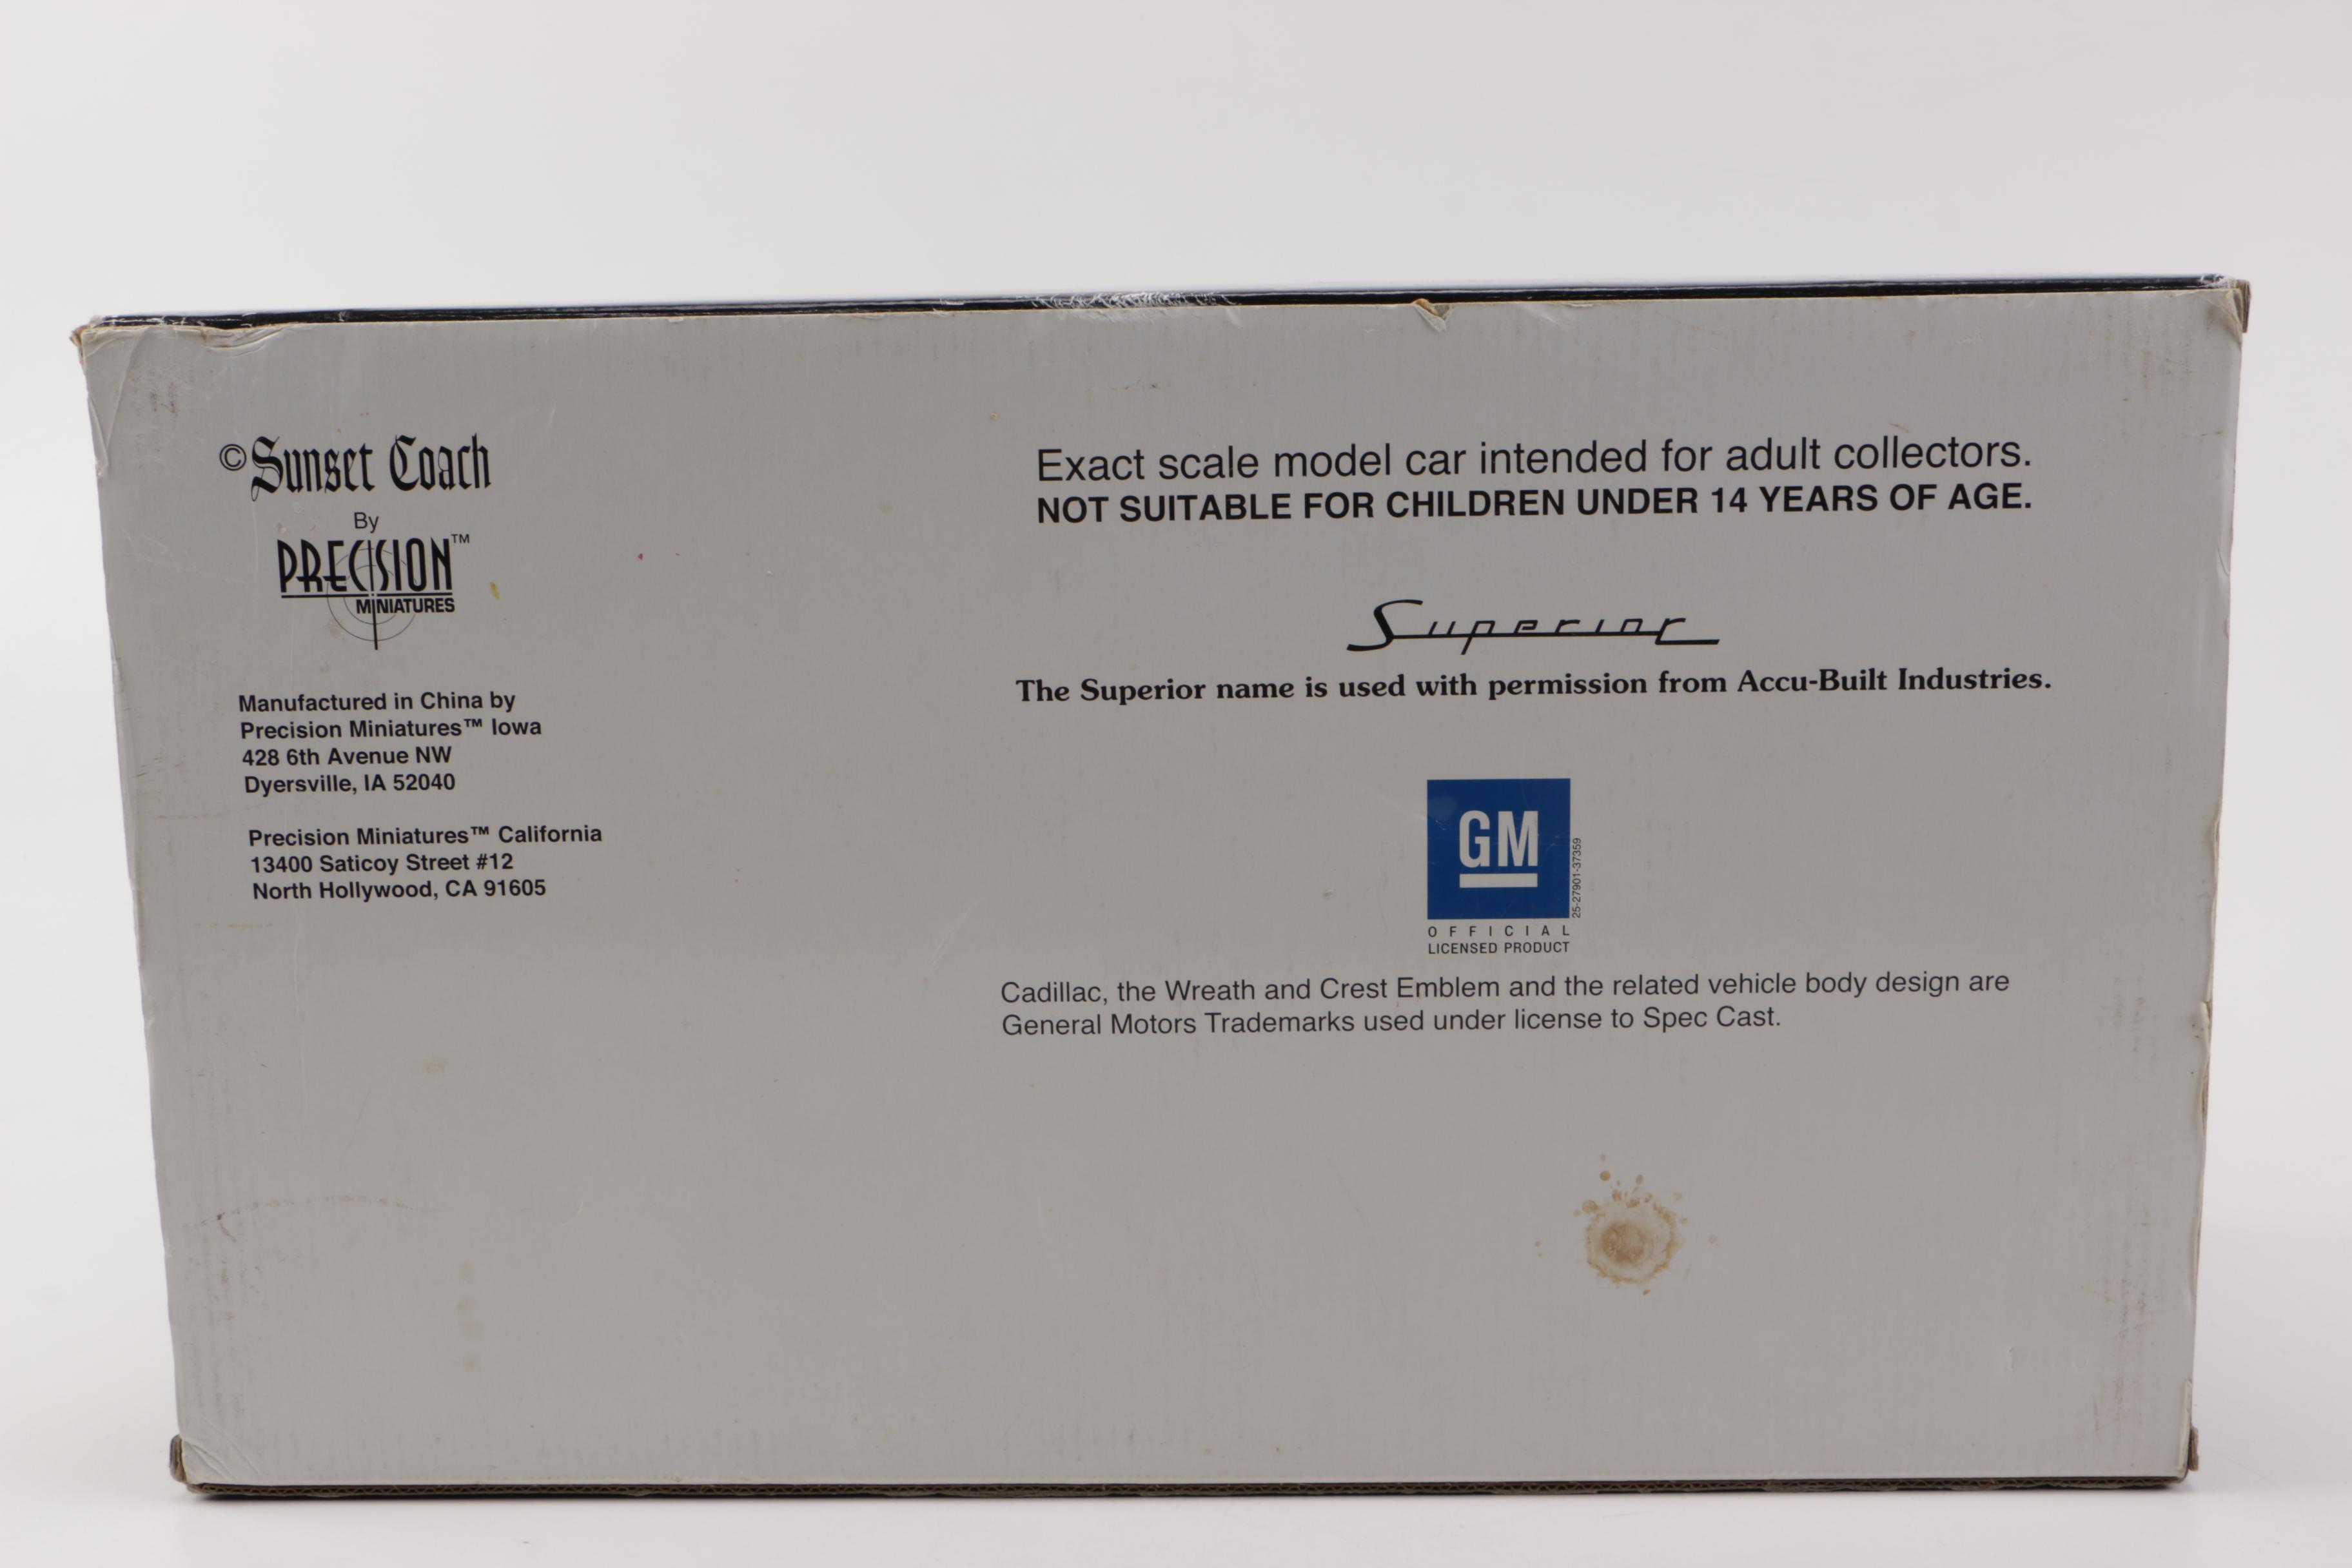 ©Sunset Coach
By
PRECISION™
MINIATURES
Manufactured in China by
Precision Miniatures™ Iowa
428 6th Avenue NW
Dyersville, IA 52040
Precision Miniatures™ California
13400 Saticoy Street #12
North Hollywood, CA 91605
Exact scale model car intended for adult collectors.
NOT SUITABLE FOR CHILDREN UNDER 14 YEARS OF AGE.
Superior
The Superior name is used with permission from Accu-Built Industries.
GM
25-27901-37359
OFFICIAL
LICENSED PRODUCT
Cadillac, the Wreath and Crest Emblem and the related vehicle body design are
General Motors Trademarks used under license to Spec Cast.